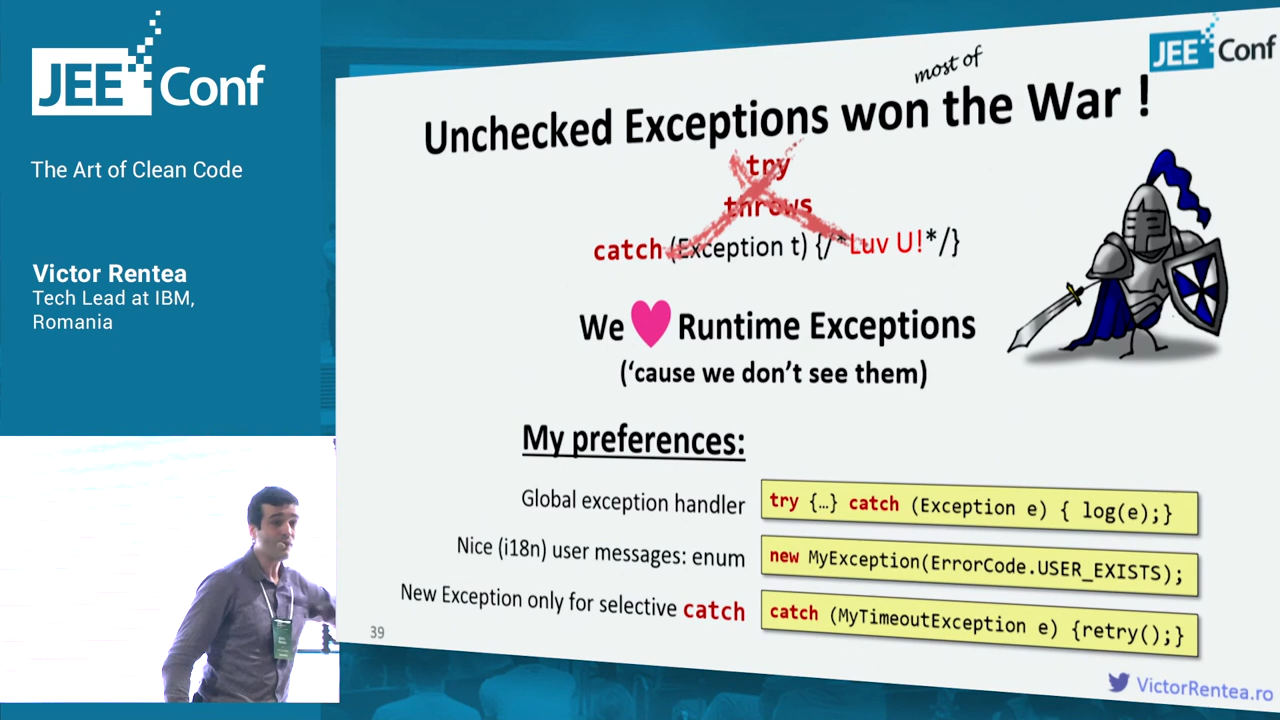 JEE Conf
The Art of Clean Code
Victor Rentea
Tech Lead at IBM,
Romania
JEE Conf
most of
Unchecked Exceptions won the War !
try
throws
catch (Exception t) {/*Luv U!*/}
We Runtime Exceptions
(‘cause we don’t see them)
My preferences:
Global exception handler
try {…} catch (Exception e) { log(e);}
Nice (i18n) user messages: enum
new MyException(ErrorCode.USER_EXISTS);
New Exception only for selective catch
catch (MyTimeoutException e) {retry();}
39
VictorRentea.ro